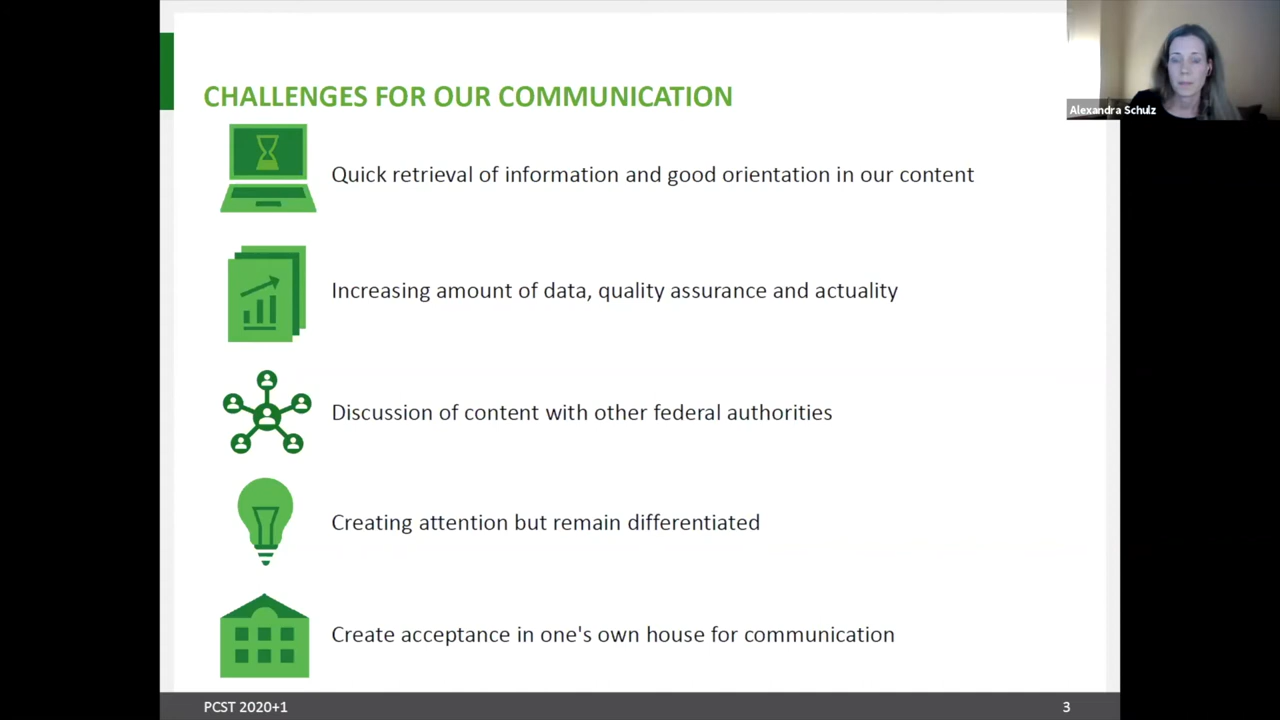 CHALLENGES FOR OUR COMMUNICATION
Alexandra Schulz
Quick retrieval of information and good orientation in our content
Increasing amount of data, quality assurance and actuality
Discussion of content with other federal authorities
Creating attention but remain differentiated
Create acceptance in one's own house for communication
PCST 2020+1
3